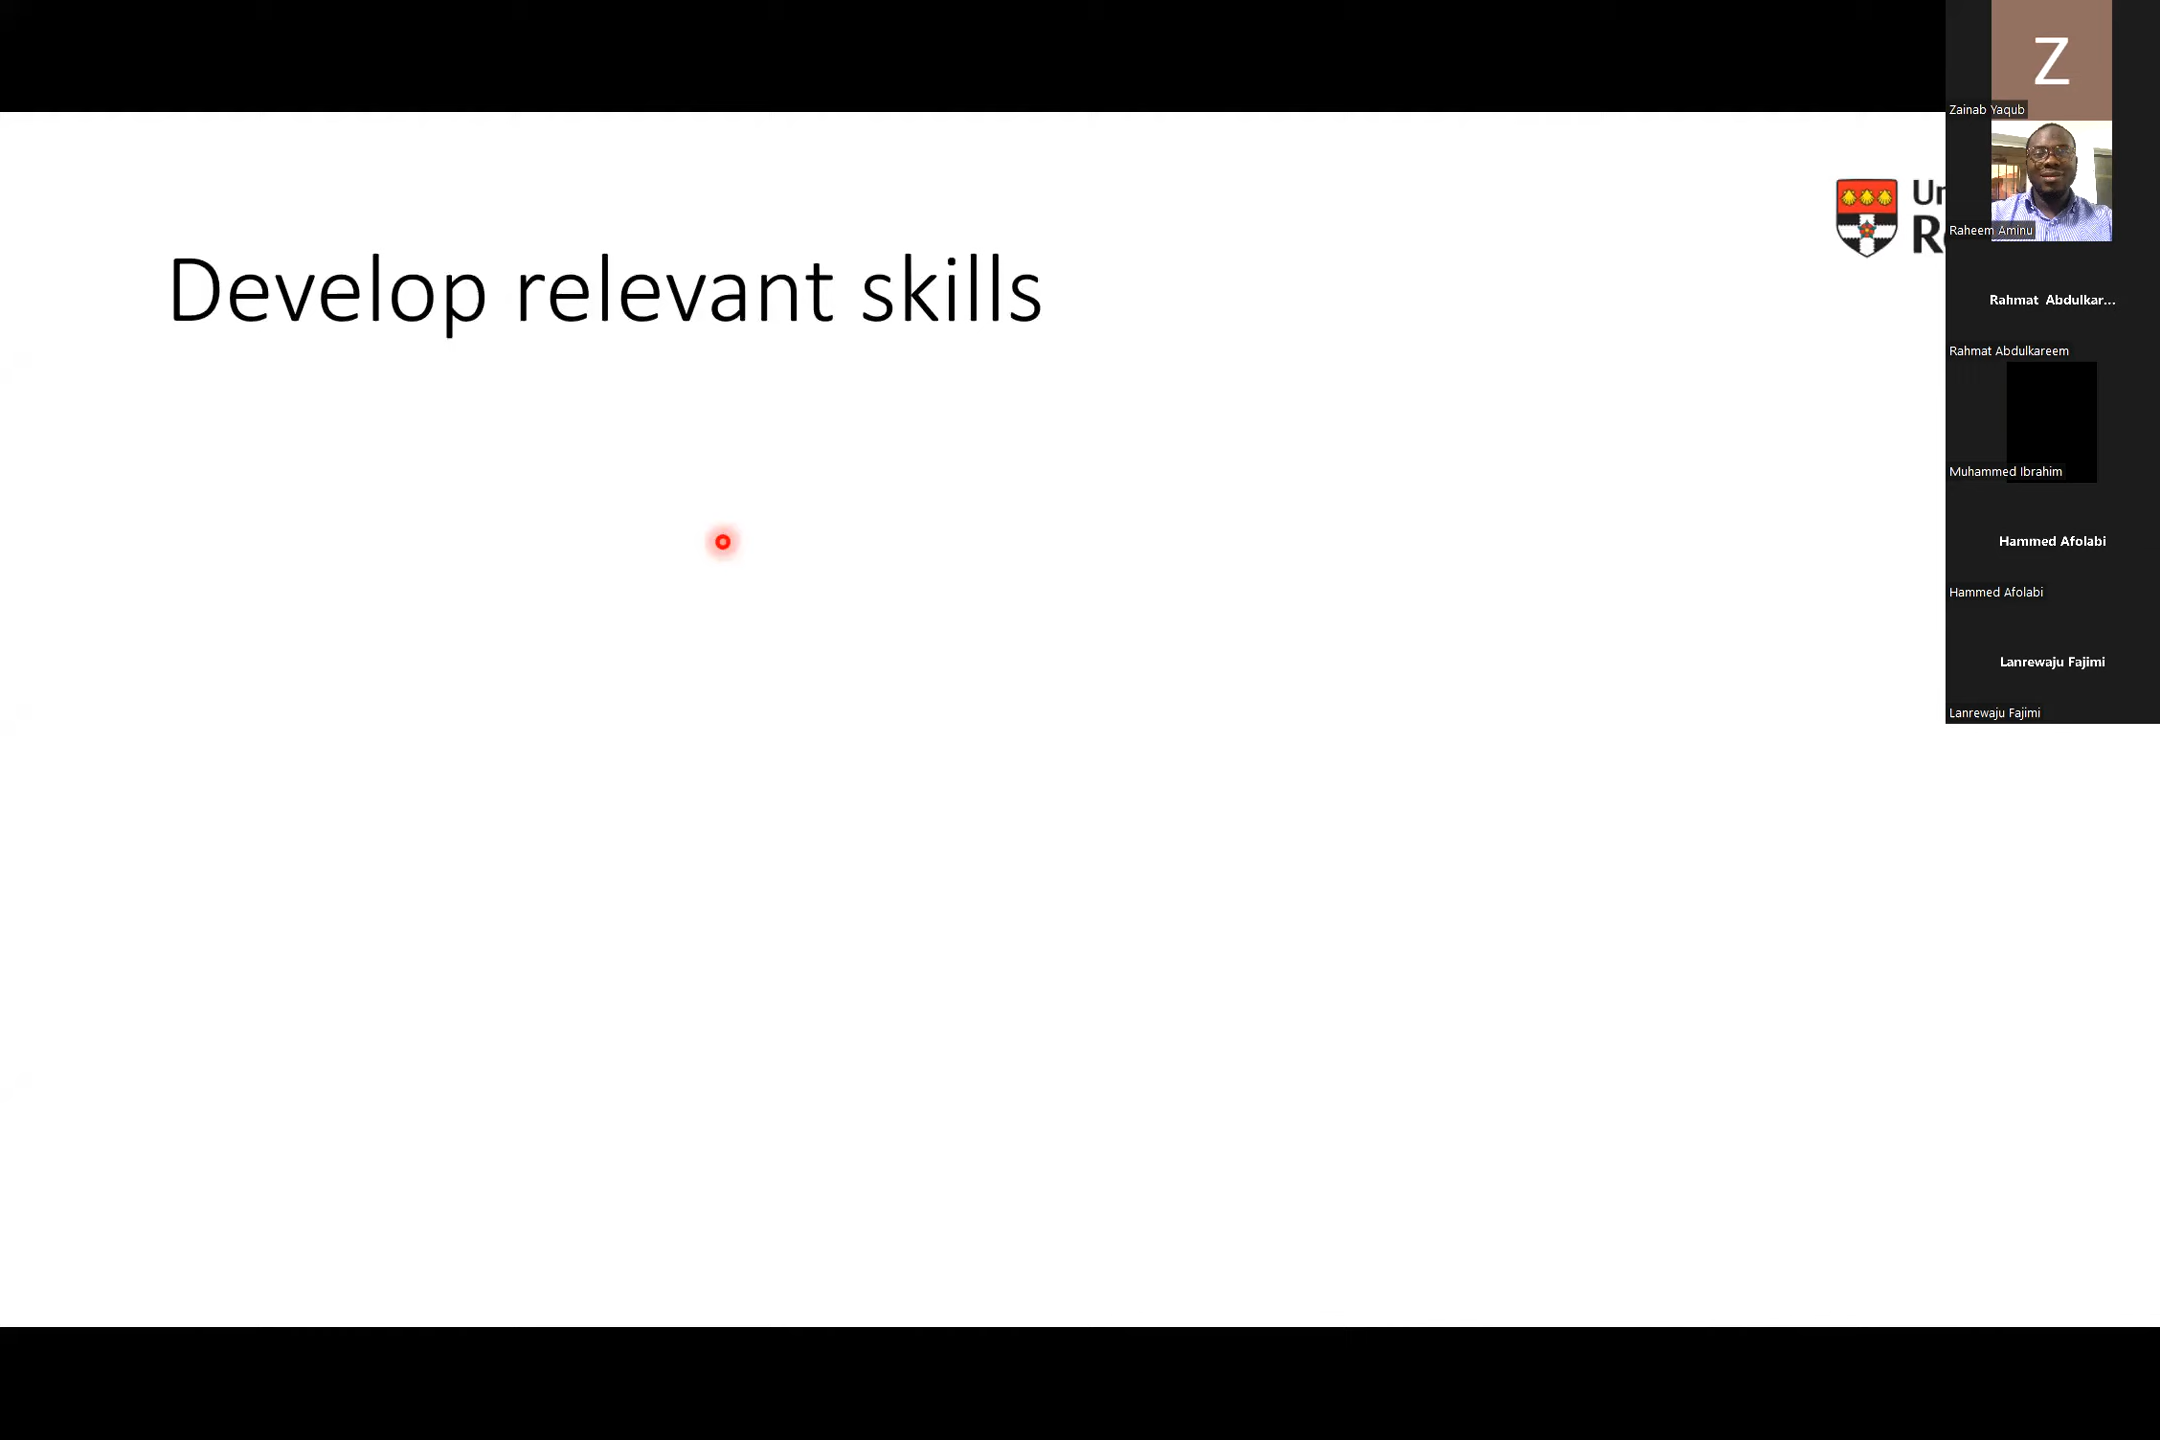 Develop relevant skills
Z
Zainab Yaqub
Raheem Aminu
Rahmat Abdulkar...
Rahmat Abdulkareem
Muhammed Ibrahim
Hammed Afolabi
Hammed Afolabi
Lanrewaju Fajimi
Lanrewaju Fajimi